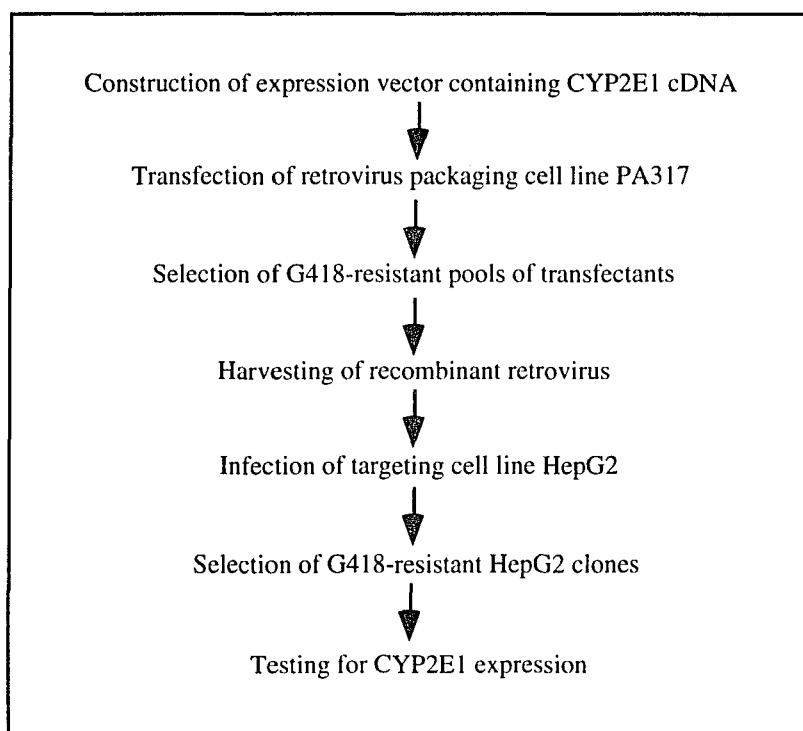 Construction of expression vector containing CYP2E1 cDNA
Transfection of retrovirus packaging cell line PA317
Selection of G418-resistant pools of transfectants
Harvesting of recombinant retrovirus
Infection of targeting cell line HepG2
Selection of G418-resistant HepG2 clones
Testing for CYP2E1 expression